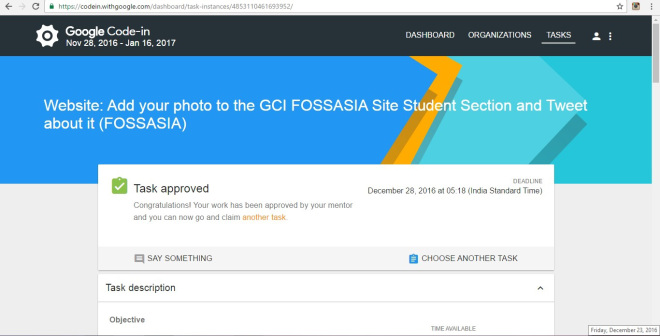 https://codein.withgoogle.com/dashboard/task-instances/4853110461693952/
Google Code-in
Nov 28, 2016 - Jan 16, 2017
DASHBOARD ORGANIZATIONS TASKS
Website: Add your photo to the GCI FOSSASIA Site Student Section and Tweet
about it (FOSSASIA)
Task approved
Congratulations! Your work has been approved by your mentor
and you can now go and claim another task.
DEADLINE
December 28, 2016 at 05:18 (India Standard Time)
SAY SOMETHING
CHOOSE ANOTHER TASK
Task description
Objective
TIME AVAILABLE
Friday, December 23, 2016